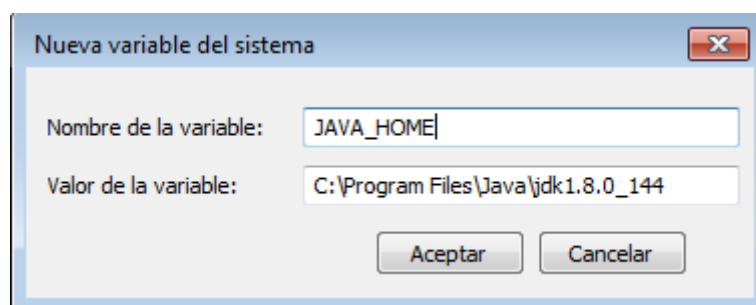 Nueva variable del sistema
Nombre de la variable: JAVA_HOME
Valor de la variable: C:\Program Files\Java\jdk1.8.0_144
Aceptar Cancelar